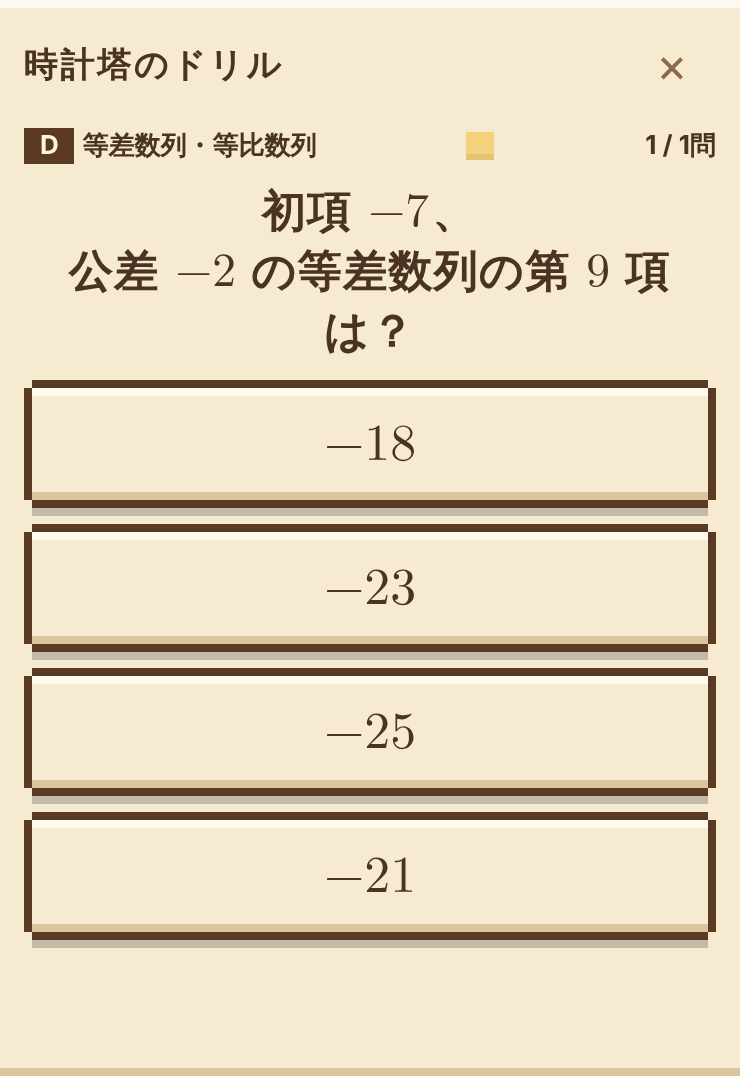 時計塔のドリル ×
D 等差数列・等比数列 1 / 1問
初項 −7、
公差 −2 の等差数列の第 9 項
は？
−18
−23
−25
−21